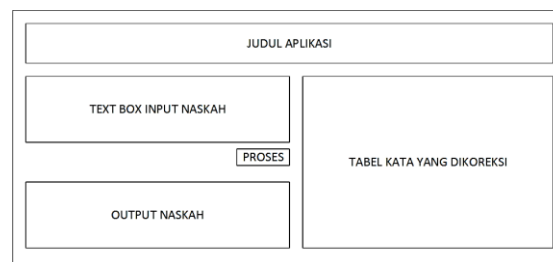 JUDUL APLIKASI
TEXT BOX INPUT NASKAH
PROSES
OUTPUT NASKAH
TABEL KATA YANG DIKOREKSI